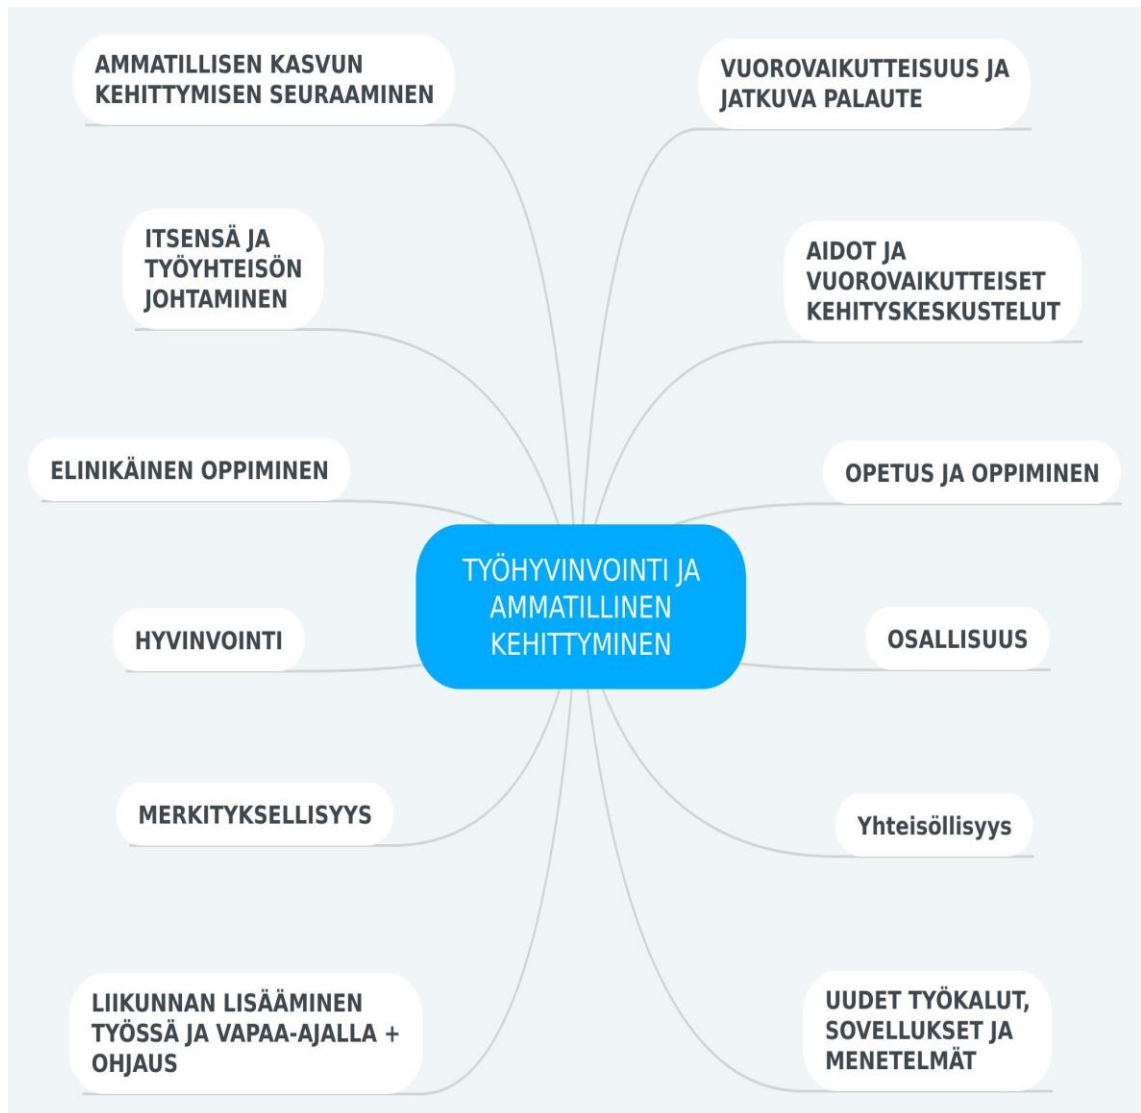 AMMATILLISEN KASVUN
KEHITTYMISEN SEURAAMINEN
VUOROVAIKUTTEISUUS JA
JATKUVA PALAUTE
ITSENSÄ JA
TYÖYHTEISÖN
JOHTAMINEN
AIDOT JA
VUOROVAIKUTTEISET
KEHITYSKESKUSTELUT
ELINIKÄINEN OPPIMINEN
OPETUS JA OPPIMINEN
TYÖHYVINVOINTI JA
AMMATILLINEN
KEHITTYMINEN
HYVINVOINTI
OSALLISUUS
MERKITYKSELLISYYS
Yhteisöllisyys
LIIKUNNAN LISÄÄMINEN
TYÖSSÄ JA VAPAA-AJALLA +
OHJAUS
UUDET TYÖKALUT,
SOVELLUKSET JA
MENETELMÄT